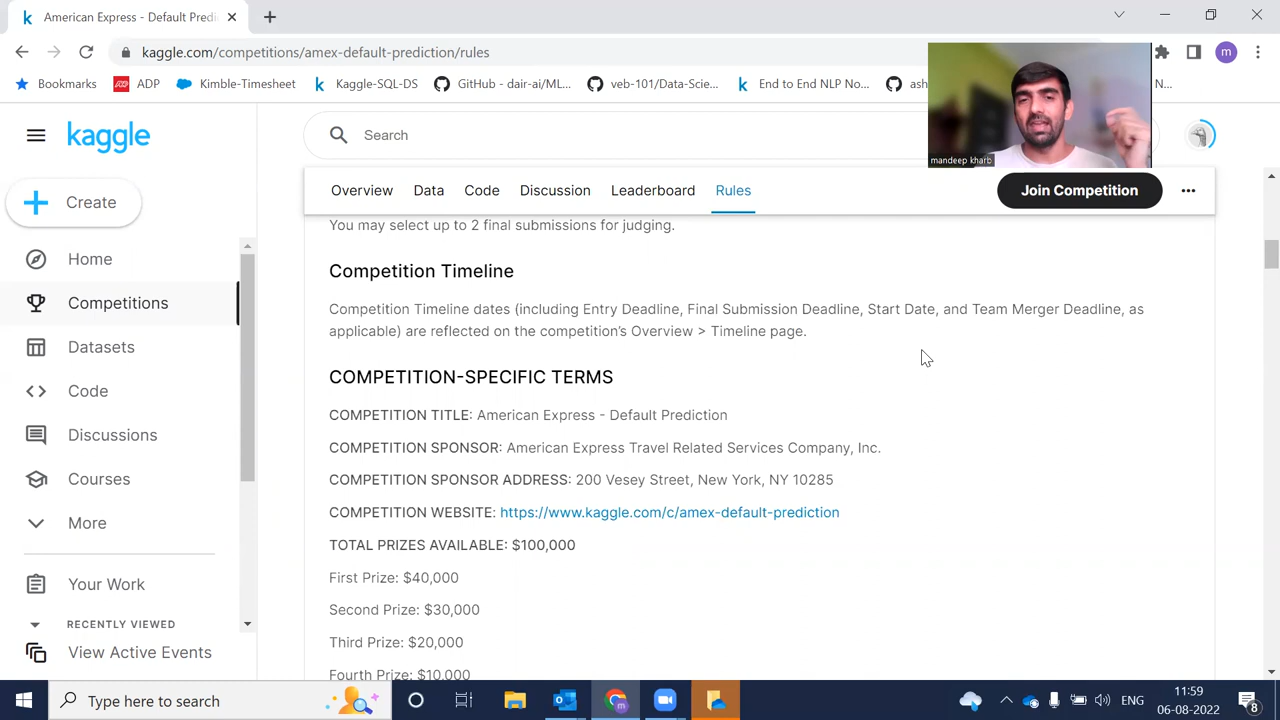 American Express - Default Predi
kaggle.com/competitions/amex-default-prediction/rules
m
Bookmarks
ADP
Kimble-Timesheet
Kaggle-SQL-DS
GitHub - dair-ai/ML...
veb-101/Data-Scie...
End to End NLP No...
ash
N...
kaggle
Search
mandeep kharb
Create
Overview
Data
Code
Discussion
Leaderboard
Rules
Join Competition
Home
Competitions
Datasets
Code
Discussions
Courses
More
Your Work
RECENTLY VIEWED
View Active Events
You may select up to 2 final submissions for judging.
Competition Timeline
Competition Timeline dates (including Entry Deadline, Final Submission Deadline, Start Date, and Team Merger Deadline, as
applicable) are reflected on the competition's Overview > Timeline page.
COMPETITION-SPECIFIC TERMS
COMPETITION TITLE: American Express - Default Prediction
COMPETITION SPONSOR: American Express Travel Related Services Company, Inc.
COMPETITION SPONSOR ADDRESS: 200 Vesey Street, New York, NY 10285
COMPETITION WEBSITE: https://www.kaggle.com/c/amex-default-prediction
TOTAL PRIZES AVAILABLE: $100,000
First Prize: $40,000
Second Prize: $30,000
Third Prize: $20,000
Fourth Prize: $10,000
Type here to search
m
ENG
11:59
06-08-2022
8